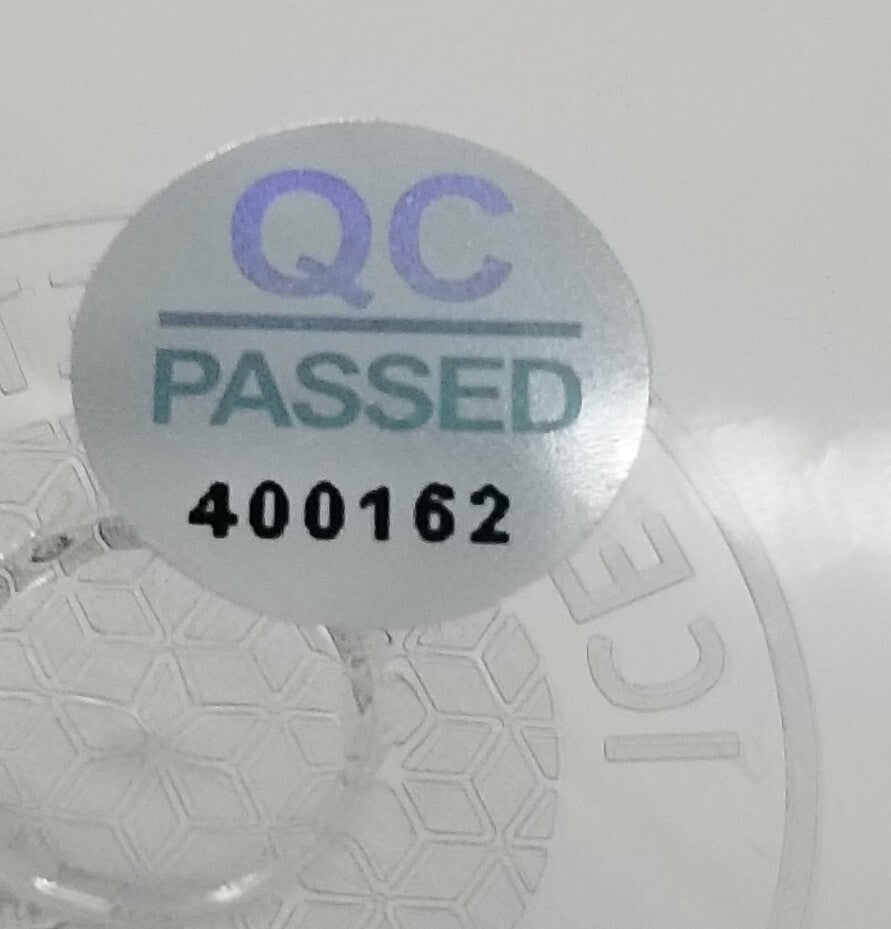 QC
PASSED
400162
ICE